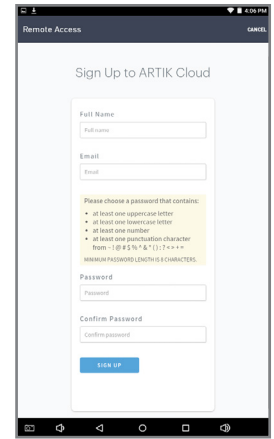 4:06 PM
Remote Access
CANCEL
Sign Up to ARTIK Cloud
Full Name
Full name
Email
Email
Please choose a password that contains:
• at least one uppercase letter
• at least one lowercase letter
• at least one number
• at least one punctuation character
from ~ ! @ # $ % ^ & * ( ) : ? < > + =
MINIMUM PASSWORD LENGTH IS 8 CHARACTERS.
Password
Password
Confirm Password
Confirm password
SIGN UP